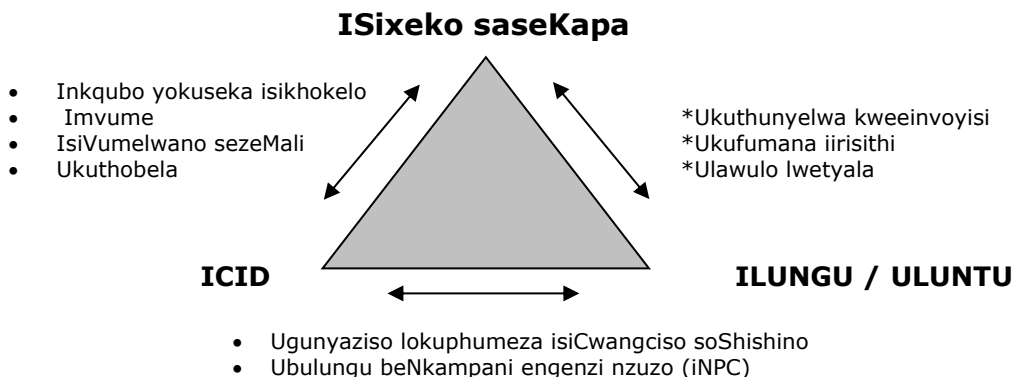 ISixeko saseKapa
• Inkqubo yokuseka isikhokelo
• Imvume
• IsiVumelwano sezeMali
• Ukuthobela
*Ukuthunyelwa kweeinvoyisi
*Ukufumana iirisithi
*Ulawulo lwetyala
ICID
ILUNGU / ULUNTU
• Ugunyaziso lokuphumeza isiCwangciso soShishino
• Ubulungu beNkampani engenzi nzuzo (iNPC)